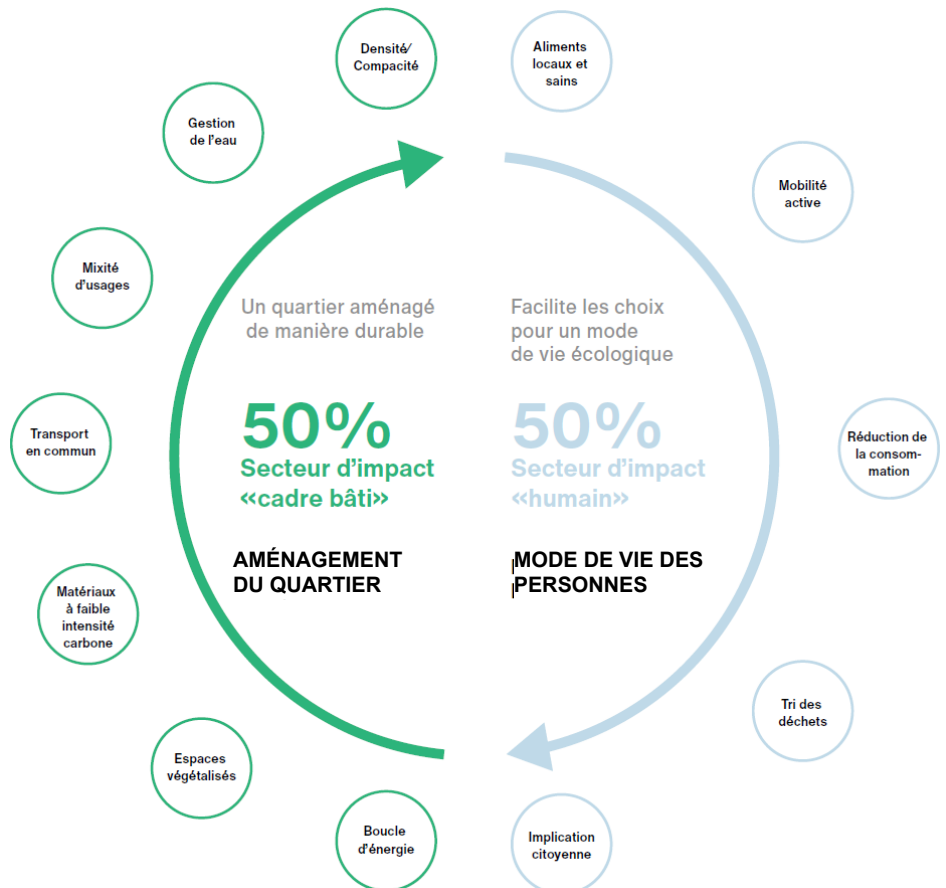 Densité/
Compacité
Aliments
locaux et
sains
Gestion
de l'eau
Mobilité
active
Mixité
d'usages
Un quartier aménagé
de manière durable
Facilite les choix
pour un mode
de vie écologique
50%
Secteur d'impact
«cadre bâti»
50%
Secteur d'impact
«humain»
Transport
en commun
Réduction de
la consom-
mation
AMÉNAGEMENT
DU QUARTIER
MODE DE VIE DES
PERSONNES
Matériaux
à faible
intensité
carbone
Tri des
déchets
Espaces
végétalisés
Boucle
d'énergie
Implication
citoyenne